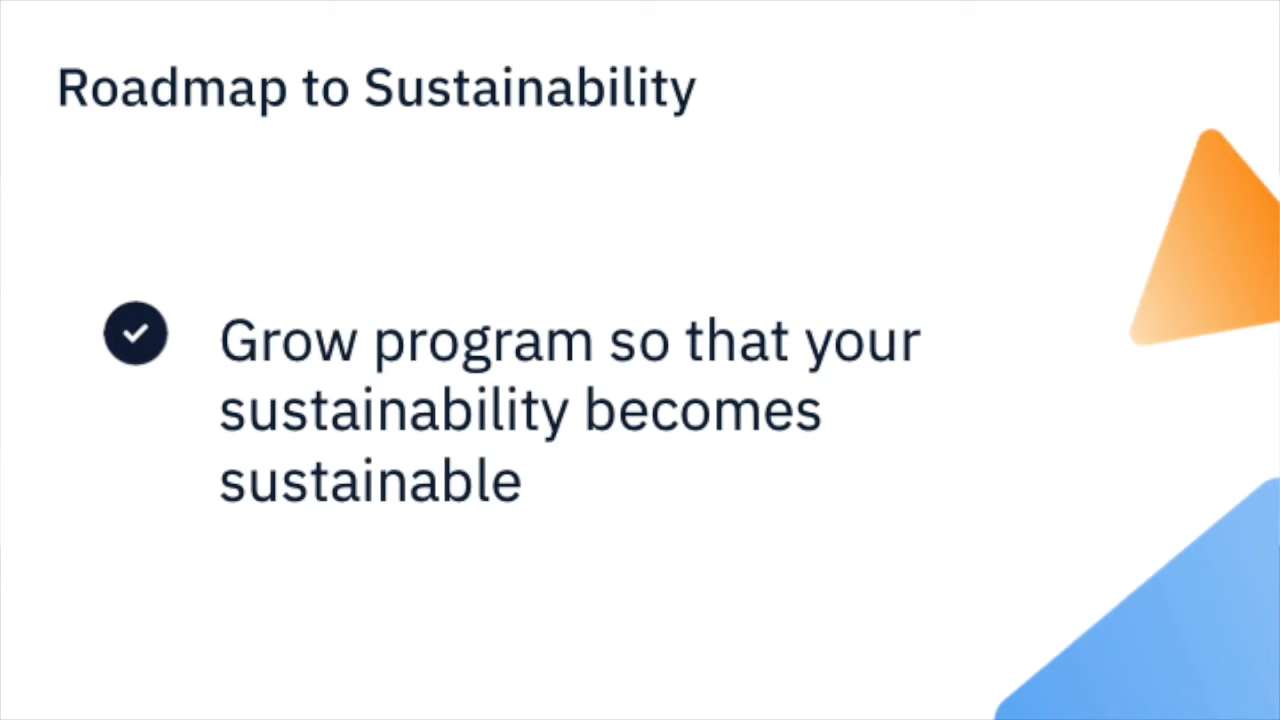 Roadmap to Sustainability
Grow program so that your
sustainability becomes
sustainable